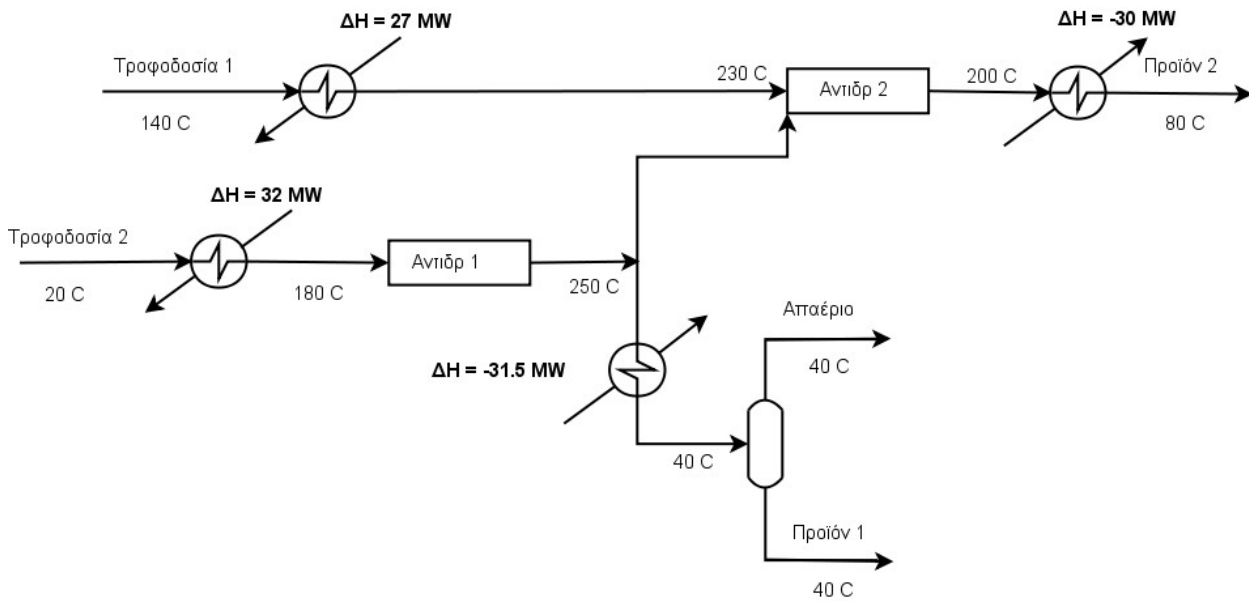 ΔH = 27 MW
ΔH = -30 MW
Τροφοδοσία 1
230 C
Αντιδρ 2
200 C
Προϊόν 2
140 C
80 C
ΔH = 32 MW
Τροφοδοσία 2
Αντιδρ 1
20 C
180 C
250 C
Απαέριο
ΔH = -31.5 MW
40 C
40 C
Προϊόν 1
40 C